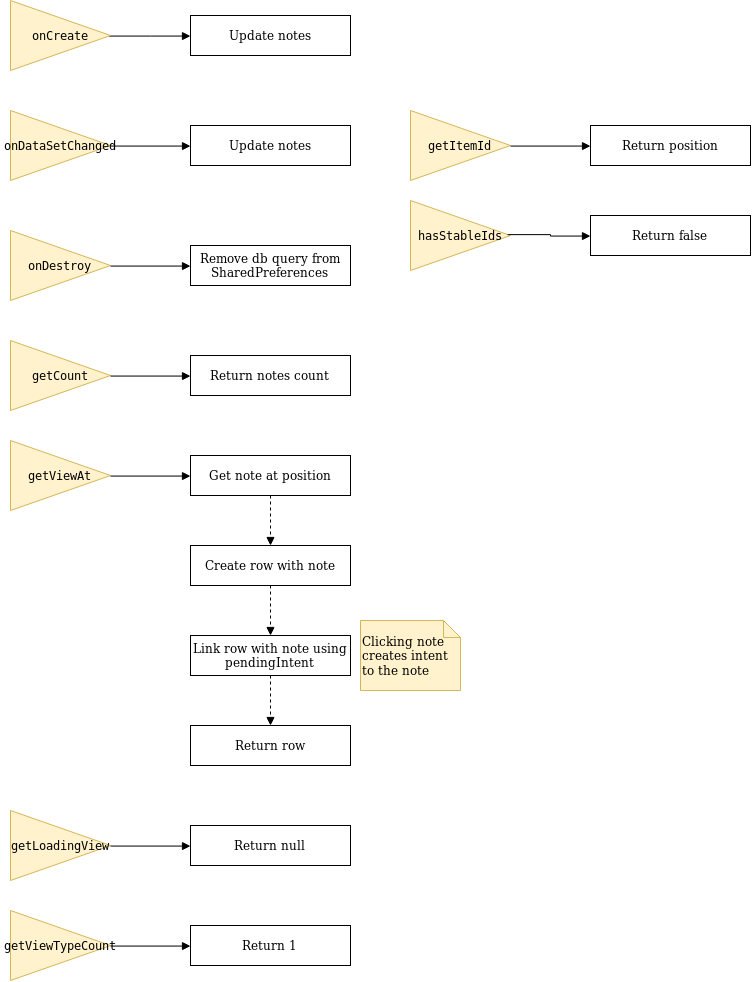 onCreate
Update notes
onDataSetChanged
Update notes
getItemId
Return position
hasStableIds
Return false
onDestroy
Remove db query from
SharedPreferences
getCount
Return notes count
getViewAt
Get note at position
Create row with note
Link row with note using
pendingIntent
Clicking note
creates intent
to the note
Return row
getLoadingView
Return null
getViewTypeCount
Return 1